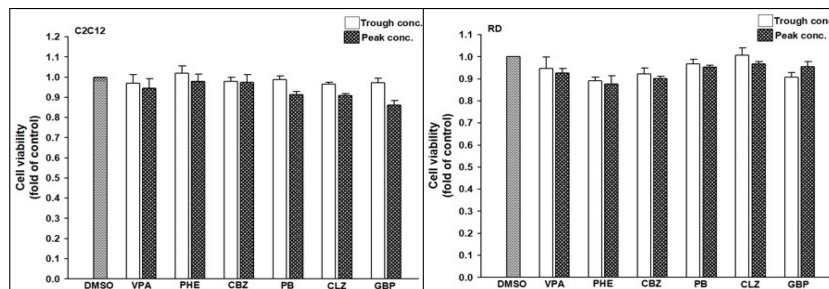 C2C12
Trough conc.
Peak conc.
Cell viability
(fold of control)
1.2
1.1
1.0
0.9
0.8
0.7
0.6
0.5
0.4
0.3
0.2
0.1
0.0
DMSO VPA PHE CBZ PB CLZ GBP
RD
Trough conc.
Peak conc.
Cell viability
(fold of control)
1.1
1.0
0.9
0.8
0.7
0.6
0.5
0.4
0.3
0.2
0.1
0.0
DMSO VPA PHE CBZ PB CLZ GBP